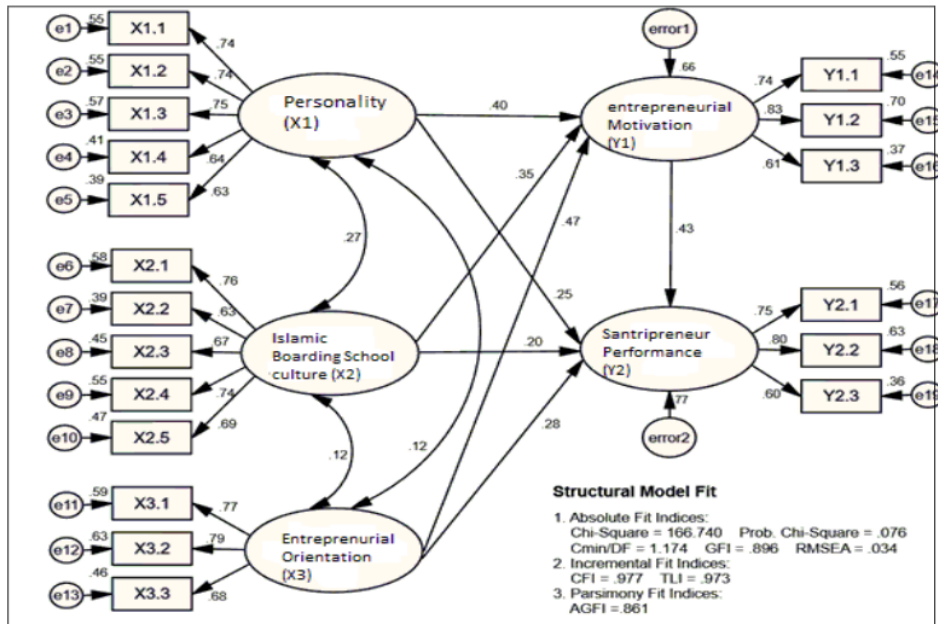 e1 .55 X1.1 .74
e2 .55 X1.2 .74
e3 .57 X1.3 .75
e4 .41 X1.4 .64
e5 .39 X1.5 .63
Personality
(X1)
e6 .58 X2.1 .76
e7 .39 X2.2 .63
e8 .45 X2.3 .67
e9 .55 X2.4 .74
e10 .47 X2.5 .69
Islamic
Boarding School
culture (X2)
e11 .59 X3.1 .77
e12 .63 X3.2 .79
e13 .46 X3.3 .68
Entreprenurial
Orientation
(X3)
.27
.12
.12
.40
.35
.47
.25
.20
.28
.43
error1
.66
entrepreneurial
Motivation
(Y1)
.74 Y1.1 .55 e14
.83 Y1.2 .70 e15
.61 Y1.3 .37 e16
Santripreneur
Performance
(Y2)
.77
error2
.75 Y2.1 .56 e17
.80 Y2.2 .63 e18
.60 Y2.3 .36 e19
Structural Model Fit
1. Absolute Fit Indices:
Chi-Square = 166.740 Prob. Chi-Square = .076
Cmin/DF = 1.174 GFI = .896 RMSEA = .034
2. Incremental Fit Indices:
CFI = .977 TLI = .973
3. Parsimony Fit Indices:
AGFI =.861